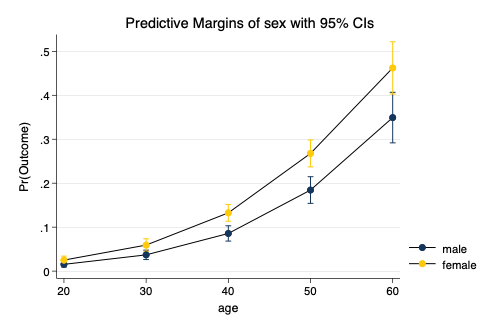 Predictive Margins of sex with 95% CIs
Pr(Outcome)
.5
.4
.3
.2
.1
0
20 30 40 50 60
age
male
female